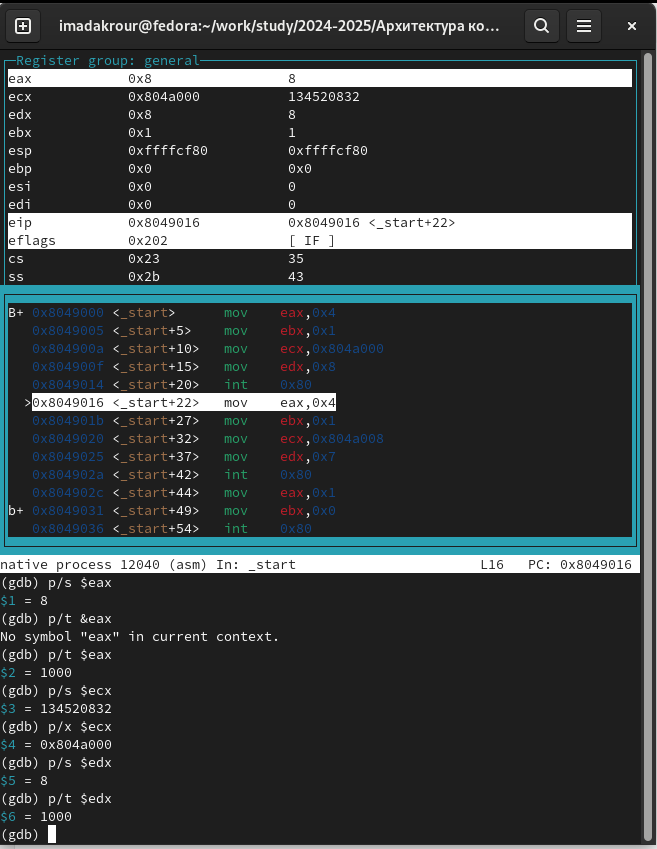 imadakrour@fedora:~/work/study/2024-2025/Архитектура ко...
Register group: general
eax 0x8 8
ecx 0x804a000 134520832
edx 0x8 8
ebx 0x1 1
esp 0xffffcf80 0xffffcf80
ebp 0x0 0x0
esi 0x0 0
edi 0x0 0
eip 0x8049016 0x8049016 <_start+22>
eflags 0x202 [ IF ]
cs 0x23 35
ss 0x2b 43
B+ 0x8049000 <_start> mov eax,0x4
0x8049005 <_start+5> mov ebx,0x1
0x804900a <_start+10> mov ecx,0x804a000
0x804900f <_start+15> mov edx,0x8
0x8049014 <_start+20> int 0x80
>0x8049016 <_start+22> mov eax,0x4
0x804901b <_start+27> mov ebx,0x1
0x8049020 <_start+32> mov ecx,0x804a008
0x8049025 <_start+37> mov edx,0x7
0x804902a <_start+42> int 0x80
0x804902c <_start+44> mov eax,0x1
b+ 0x8049031 <_start+49> mov ebx,0x0
0x8049036 <_start+54> int 0x80
native process 12040 (asm) In: _start L16 PC: 0x8049016
(gdb) p/s $eax
$1 = 8
(gdb) p/t &eax
No symbol "eax" in current context.
(gdb) p/t $eax
$2 = 1000
(gdb) p/s $ecx
$3 = 134520832
(gdb) p/x $ecx
$4 = 0x804a000
(gdb) p/s $edx
$5 = 8
(gdb) p/t $edx
$6 = 1000
(gdb)